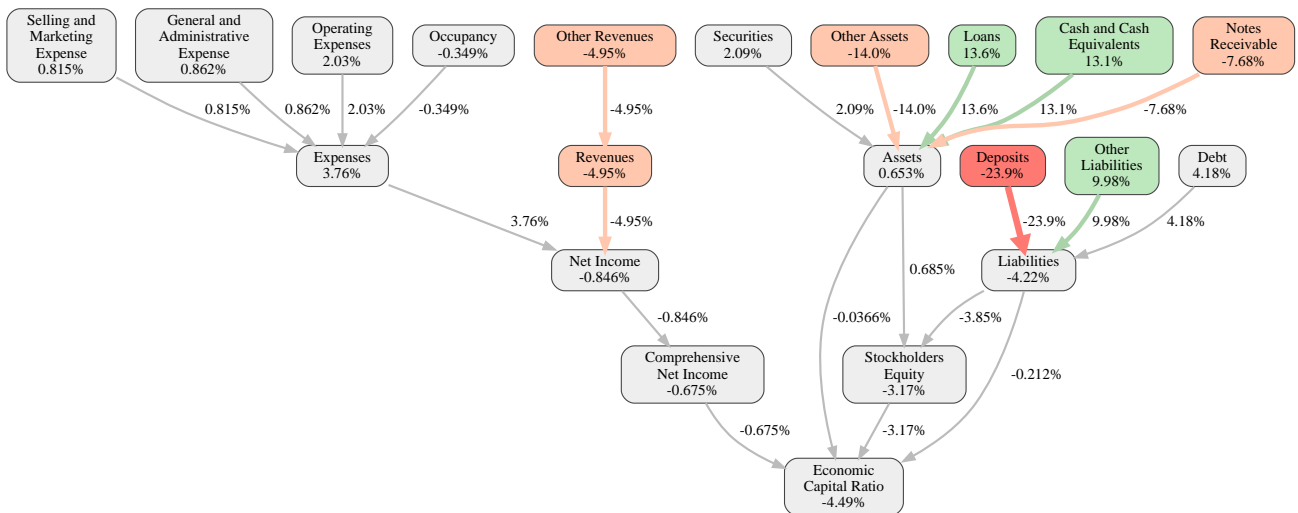 Selling and
Marketing
Expense
0.815%
General and
Administrative
Expense
0.862%
Operating
Expenses
2.03%
Occupancy
-0.349%
Other Revenues
-4.95%
Securities
2.09%
Other Assets
-14.0%
Loans
13.6%
Cash and Cash
Equivalents
13.1%
Notes
Receivable
-7.68%
0.815%
0.862%
2.03%
-0.349%
-4.95%
2.09%
-14.0%
13.6%
13.1%
-7.68%
Expenses
3.76%
Revenues
-4.95%
Assets
0.653%
Deposits
-23.9%
Other
Liabilities
9.98%
Debt
4.18%
3.76%
-4.95%
-23.9%
9.98%
4.18%
Net Income
-0.846%
0.685%
Liabilities
-4.22%
-0.846%
-0.0366%
-3.85%
Comprehensive
Net Income
-0.675%
Stockholders
Equity
-3.17%
-0.212%
-0.675%
-3.17%
Economic
Capital Ratio
-4.49%